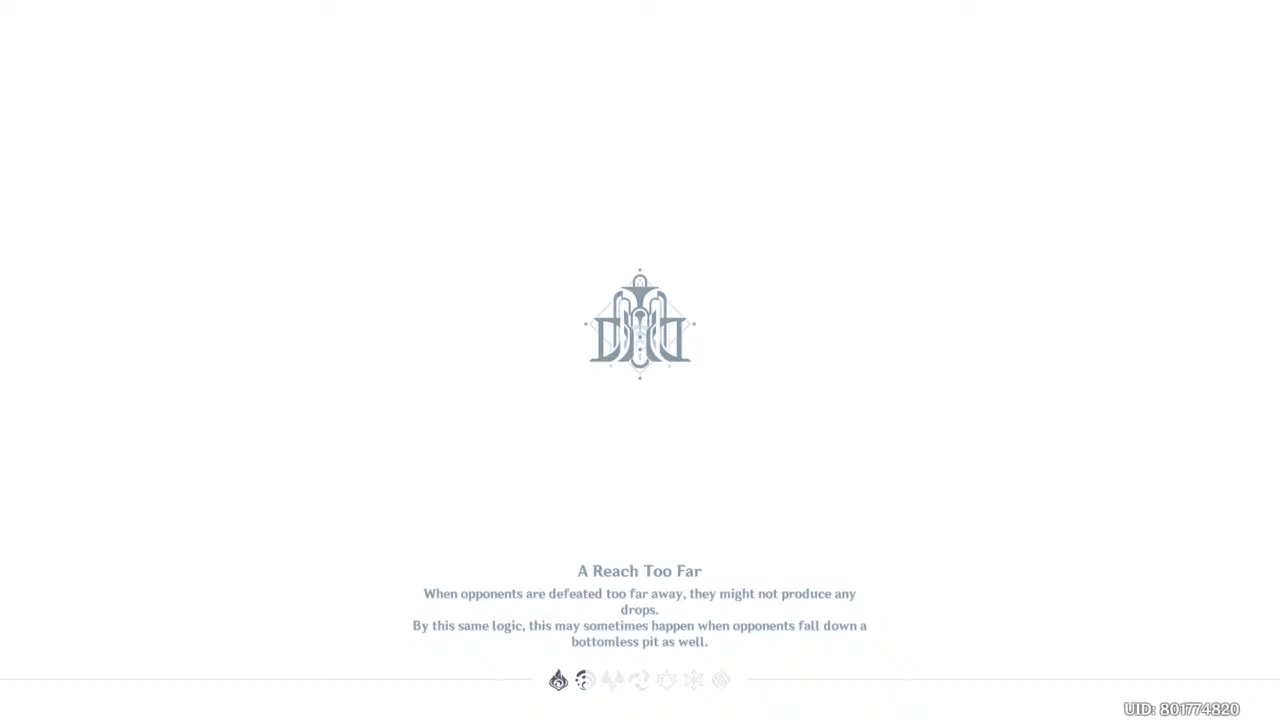 A Reach Too Far
When opponents are defeated too far away, they might not produce any
drops.
By this same logic, this may sometimes happen when opponents fall down a
bottomless pit as well.
UID: 801774820